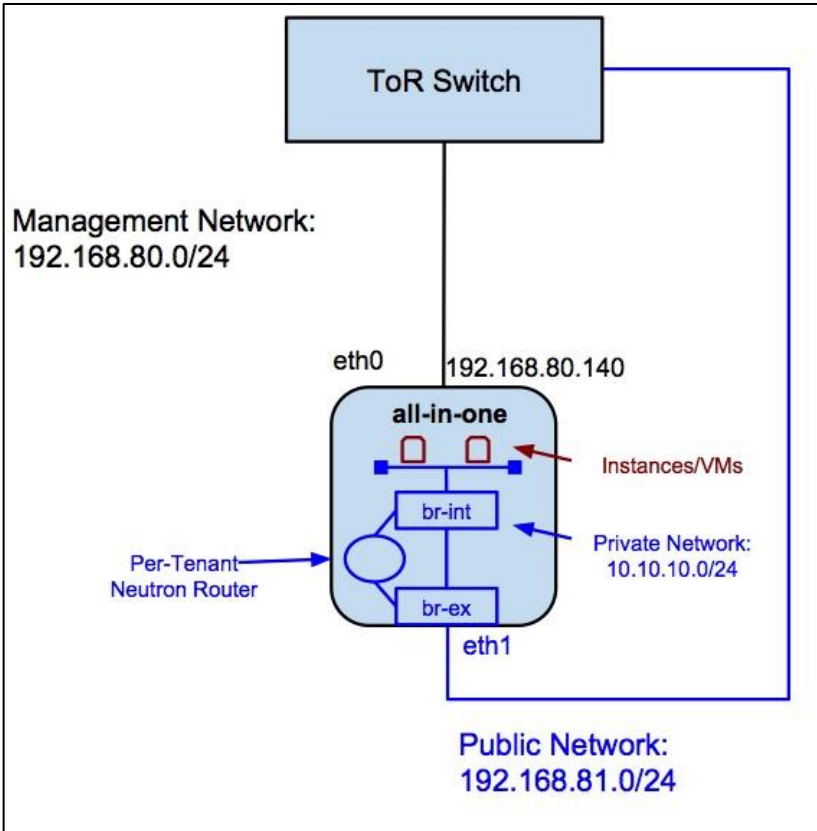 ToR Switch
Management Network:
192.168.80.0/24
eth0
192.168.80.140
all-in-one
Instances/VMs
br-int
Private Network:
10.10.10.0/24
Per-Tenant
Neutron Router
br-ex
eth1
Public Network:
192.168.81.0/24